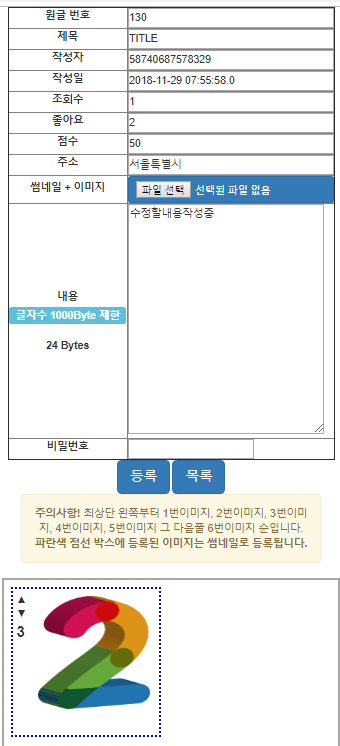 원글 번호 130
제목 TITLE
작성자 58740687578329
작성일 2018-11-29 07:55:58.0
조회수 1
좋아요 2
점수 50
주소 서울특별시
썸네일 + 이미지 파일 선택 선택된 파일 없음
내용 수정할내용작성중
글자수 1000Byte 제한
24 Bytes
비밀번호
등록 목록
주의사항! 최상단 왼쪽부터 1번이미지, 2번이미지, 3번이미
지, 4번이미지, 5번이미지 그 다음줄 6번이미지 순입니다.
파란색 점선 박스에 등록된 이미지는 썸네일로 등록됩니다.
▲
▼
3
2